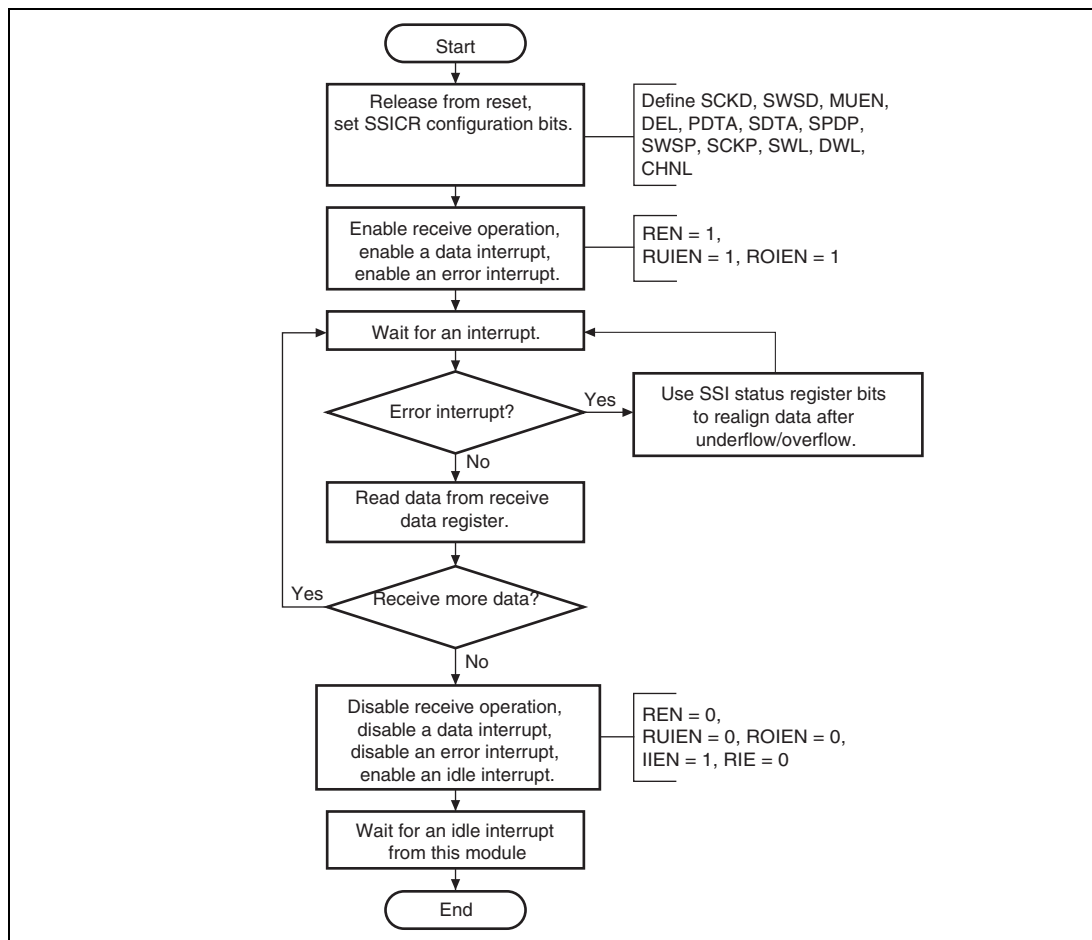 Start
Release from reset,
set SSICR configuration bits.
Define SCKD, SWSD, MUEN,
DEL, PDTA, SDTA, SPDP,
SWSP, SCKP, SWL, DWL,
CHNL
Enable receive operation,
enable a data interrupt,
enable an error interrupt.
REN = 1,
RUIEN = 1, ROIEN = 1
Wait for an interrupt.
Error interrupt?
Yes
Use SSI status register bits
to realign data after
underflow/overflow.
No
Read data from receive
data register.
Yes
Receive more data?
No
Disable receive operation,
disable a data interrupt,
disable an error interrupt,
enable an idle interrupt.
REN = 0,
RUIEN = 0, ROIEN = 0,
IIEN = 1, RIE = 0
Wait for an idle interrupt
from this module
End